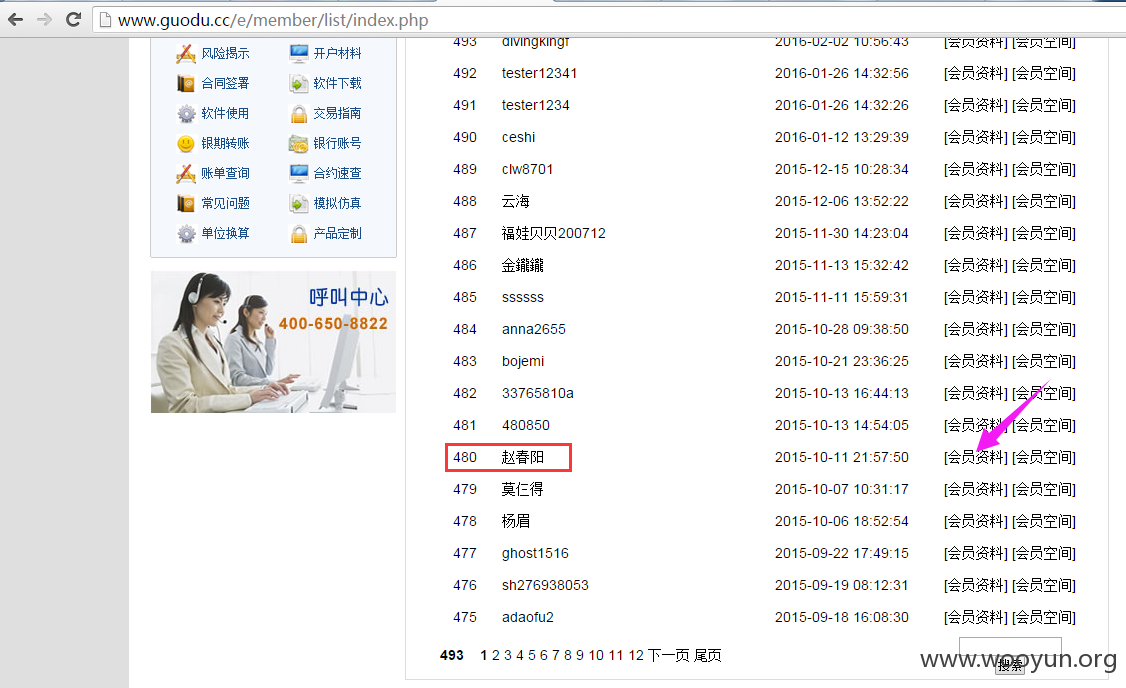 www.guodu.cc/e/member/list/index.php
风险揭示 开户材料
合同签署 软件下载
软件使用 交易指南
银期转账 银行账号
账单查询 合约速查
常见问题 模拟仿真
单位换算 产品定制
呼叫中心
400-650-8822
493 divingkingf 2016-02-02 10:56:43 [会员资料] [会员空间]
492 tester12341 2016-01-26 14:32:56 [会员资料] [会员空间]
491 tester1234 2016-01-26 14:32:26 [会员资料] [会员空间]
490 ceshi 2016-01-12 13:29:39 [会员资料] [会员空间]
489 clw8701 2015-12-15 10:28:34 [会员资料] [会员空间]
488 云海 2015-12-06 13:52:22 [会员资料] [会员空间]
487 福娃贝贝200712 2015-11-30 14:23:04 [会员资料] [会员空间]
486 金鑨鑨 2015-11-13 15:32:42 [会员资料] [会员空间]
485 ssssss 2015-11-11 15:59:31 [会员资料] [会员空间]
484 anna2655 2015-10-28 09:38:50 [会员资料] [会员空间]
483 bojemi 2015-10-21 23:36:25 [会员资料] [会员空间]
482 33765810a 2015-10-13 16:44:13 [会员资料] [会员空间]
481 480850 2015-10-13 14:54:05 [会员资料] [会员空间]
480 赵春阳 2015-10-11 21:57:50 [会员资料] [会员空间]
479 莫仨得 2015-10-07 10:31:17 [会员资料] [会员空间]
478 杨眉 2015-10-06 18:52:54 [会员资料] [会员空间]
477 ghost1516 2015-09-22 17:49:15 [会员资料] [会员空间]
476 sh276938053 2015-09-19 08:12:31 [会员资料] [会员空间]
475 adaofu2 2015-09-18 16:08:30 [会员资料] [会员空间]
493 1 2 3 4 5 6 7 8 9 10 11 12 下一页 尾页
搜索
www.wooyun.org